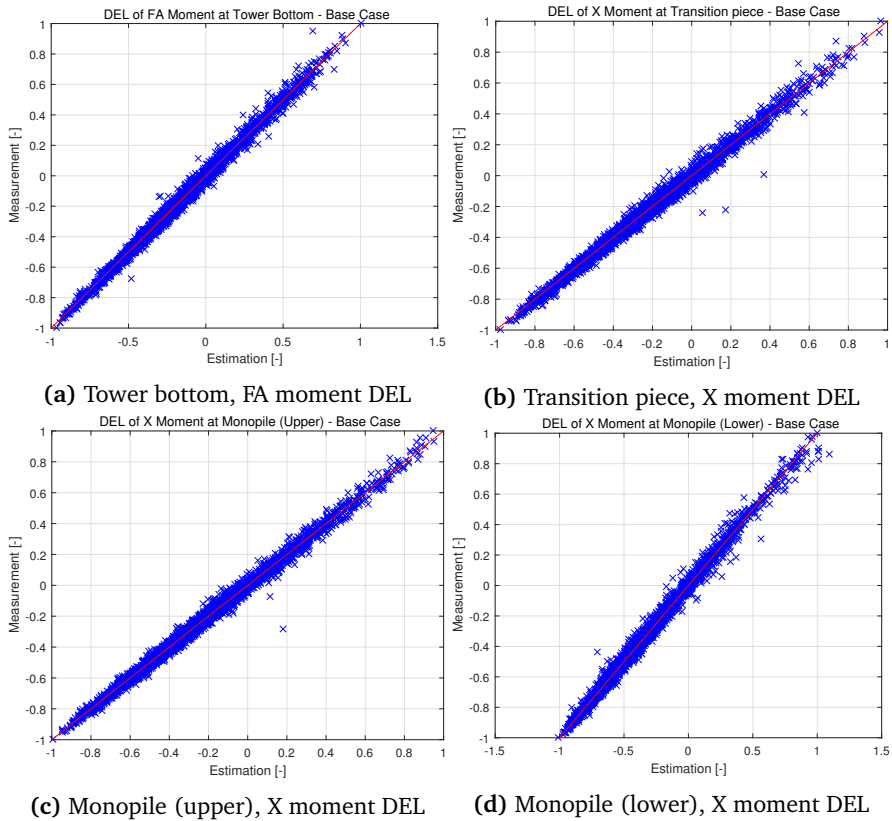 DEL of FA Moment at Tower Bottom - Base Case
1
0.8
0.6
0.4
0.2
0
-0.2
-0.4
-0.6
-0.8
-1
Measurement [-]
-1 -0.5 0 0.5 1 1.5
Estimation [-]
(a) Tower bottom, FA moment DEL
DEL of X Moment at Transition piece - Base Case
1
0.8
0.6
0.4
0.2
0
-0.2
-0.4
-0.6
-0.8
-1
Measurement [-]
-1 -0.8 -0.6 -0.4 -0.2 0 0.2 0.4 0.6 0.8 1
Estimation [-]
(b) Transition piece, X moment DEL
DEL of X Moment at Monopile (Upper) - Base Case
1
0.8
0.6
0.4
0.2
0
-0.2
-0.4
-0.6
-0.8
-1
Measurement [-]
-1 -0.8 -0.6 -0.4 -0.2 0 0.2 0.4 0.6 0.8 1
Estimation [-]
(c) Monopile (upper), X moment DEL
DEL of X Moment at Monopile (Lower) - Base Case
1
0.8
0.6
0.4
0.2
0
-0.2
-0.4
-0.6
-0.8
-1
Measurement [-]
-1.5 -1 -0.5 0 0.5 1 1.5
Estimation [-]
(d) Monopile (lower), X moment DEL